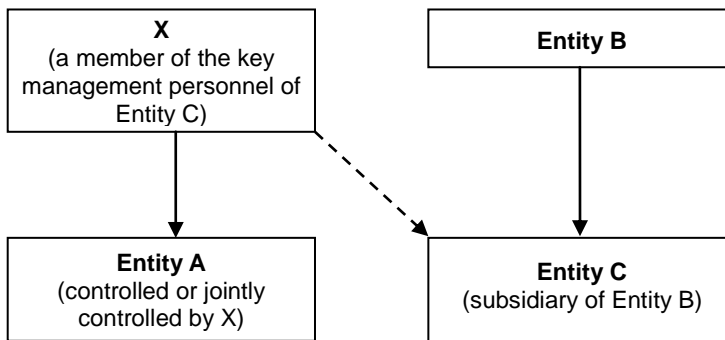 X
(a member of the key
management personnel of
Entity C)
Entity B
Entity A
(controlled or jointly
controlled by X)
Entity C
(subsidiary of Entity B)